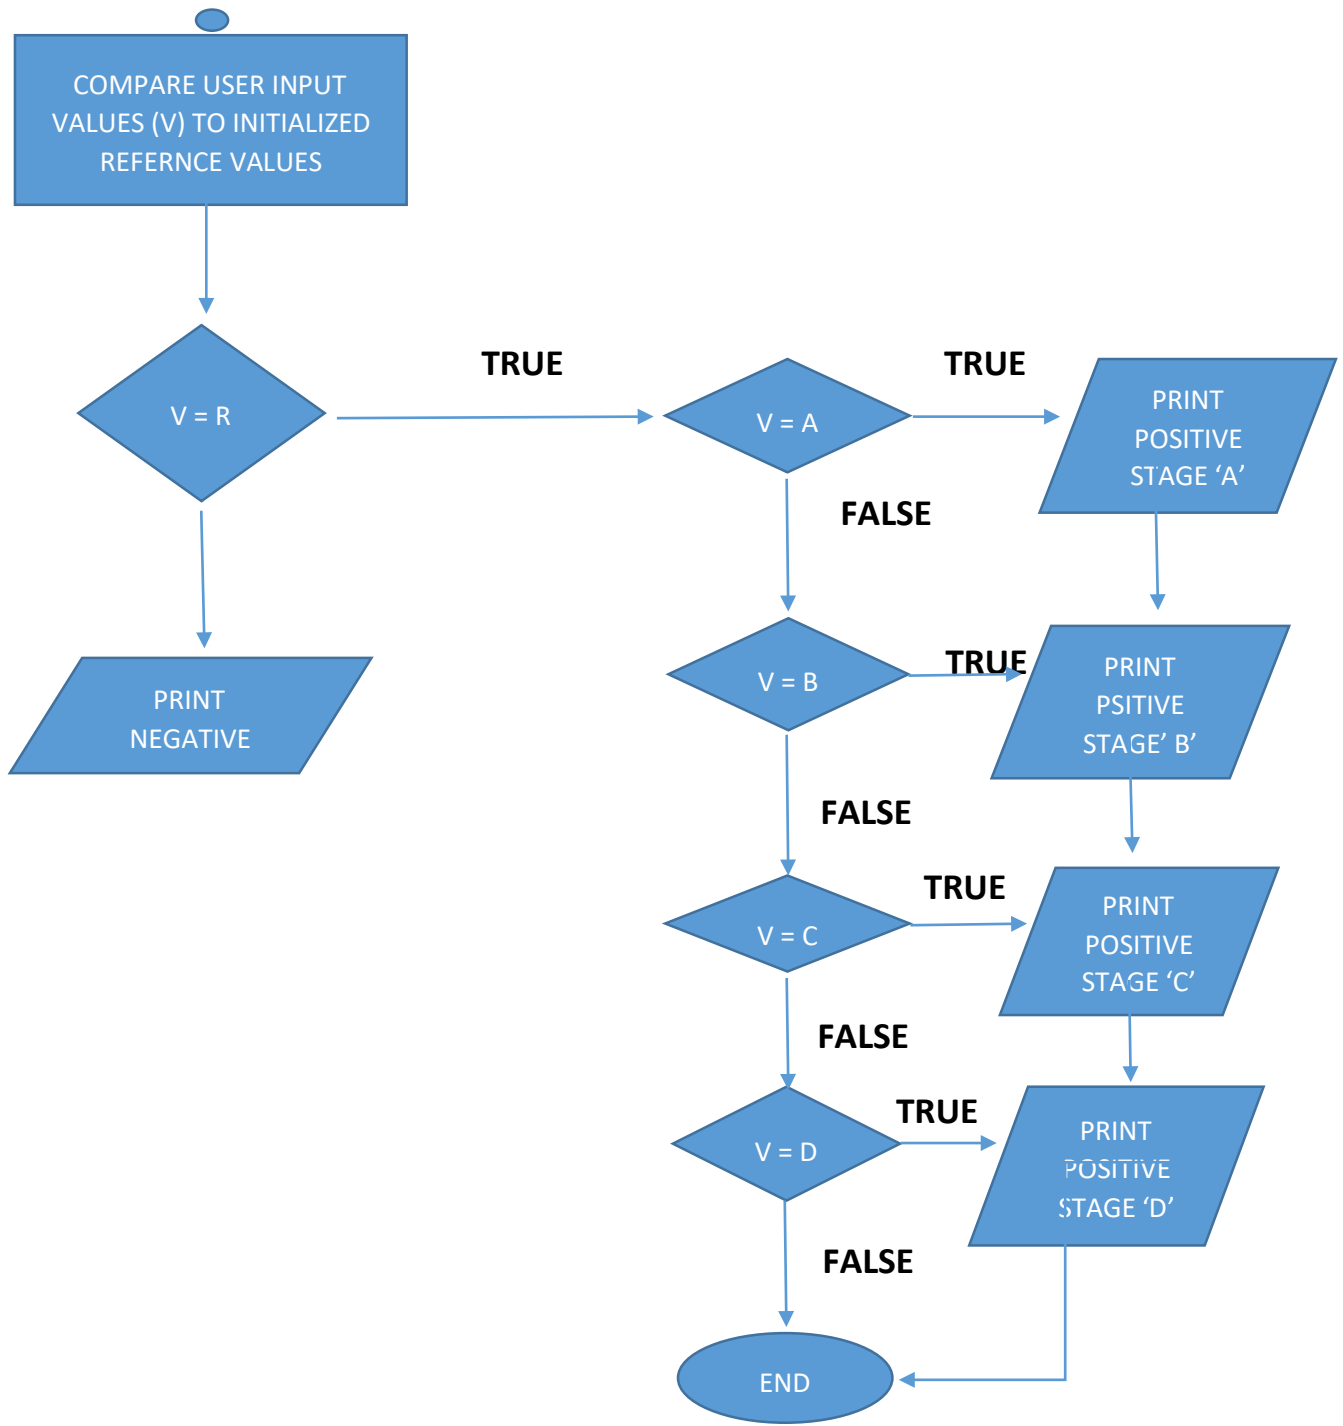 COMPARE USER INPUT
VALUES (V) TO INITIALIZED
REFERNCE VALUES
V = R
TRUE
V = A
TRUE
PRINT
POSITIVE
STAGE ‘A’
FALSE
PRINT
NEGATIVE
V = B
TRUE
PRINT
PSITIVE
STAGE’ B’
FALSE
V = C
TRUE
PRINT
POSITIVE
STAGE ‘C’
FALSE
V = D
TRUE
PRINT
POSITIVE
STAGE ‘D’
FALSE
END